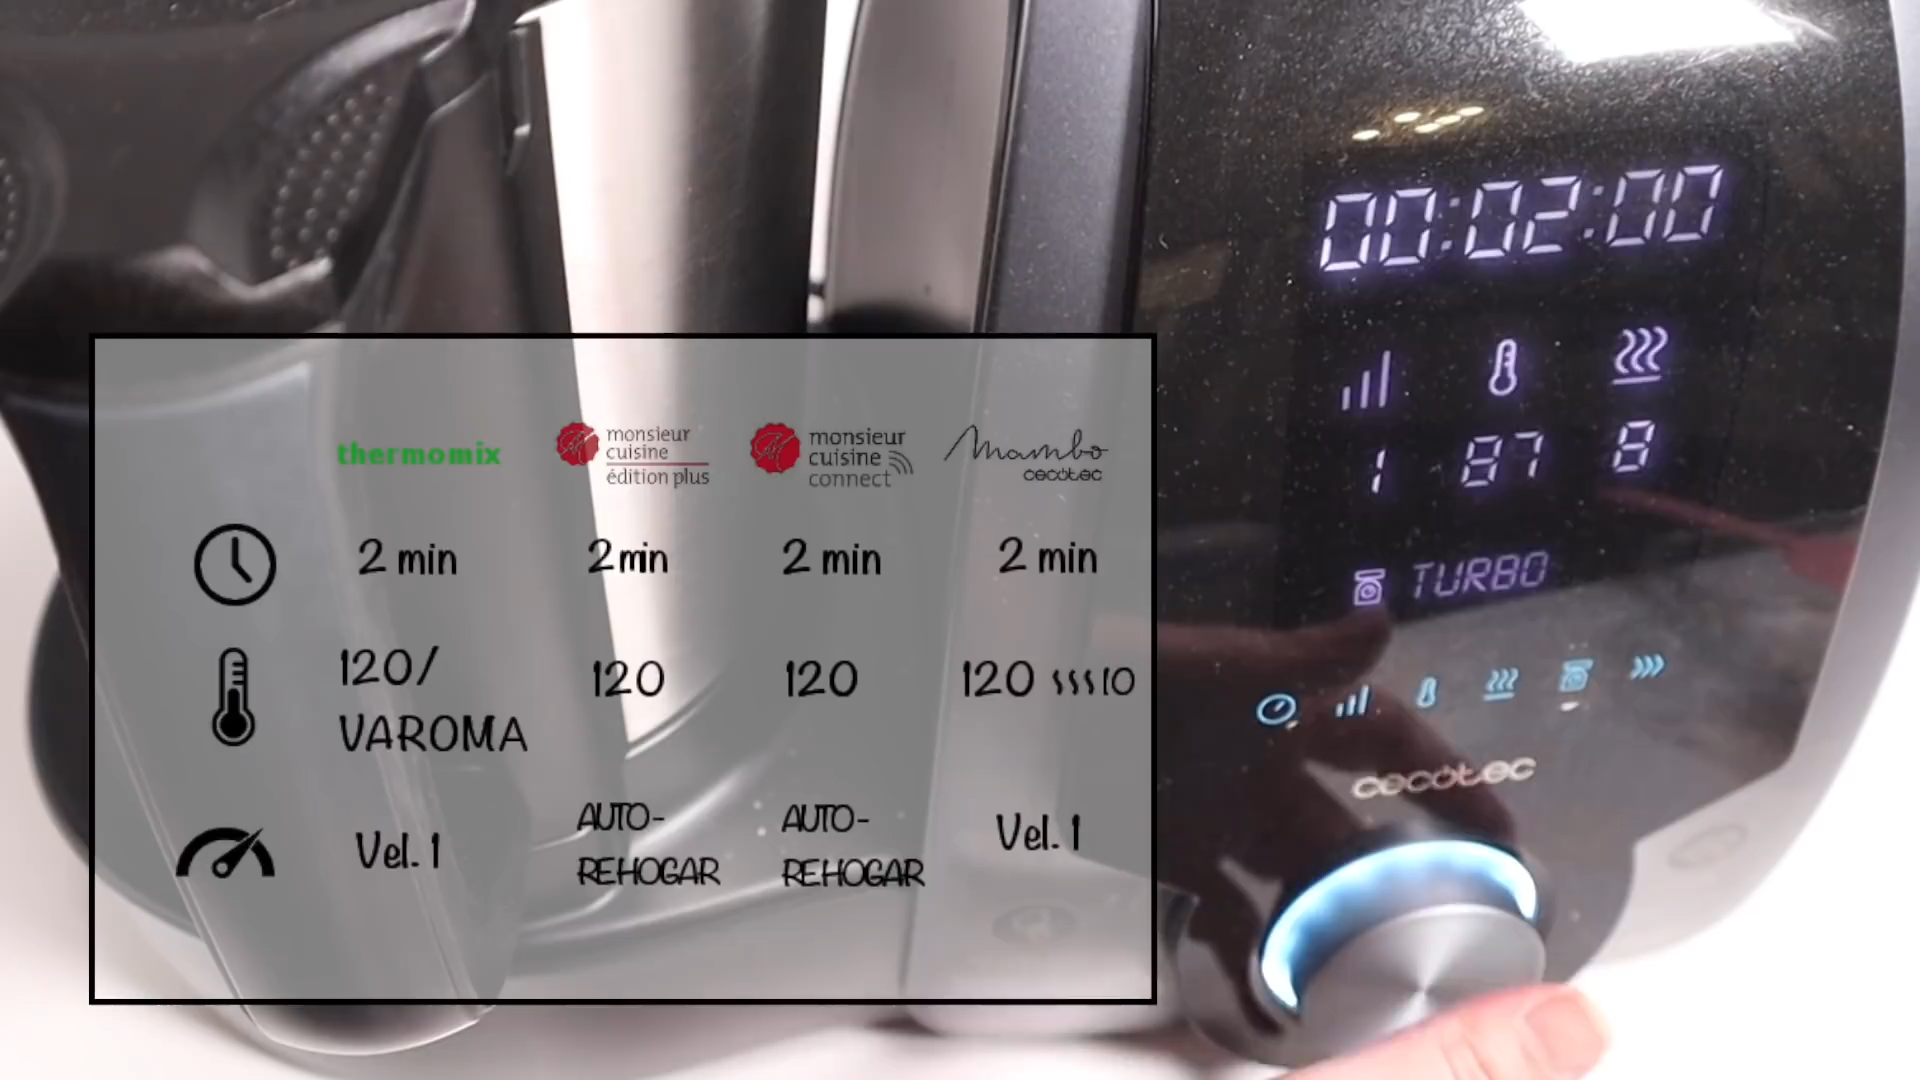 00:02:00
1 87 8
TURBO
cecotec
thermomix
monsieur
cuisine
édition plus
monsieur
cuisine
connect
Mambo
cecotec
2 min 2 min 2 min 2 min
120/
VAROMA
120 120 120 10
Vel. 1
AUTO-
REHOGAR
AUTO-
REHOGAR
Vel. 1